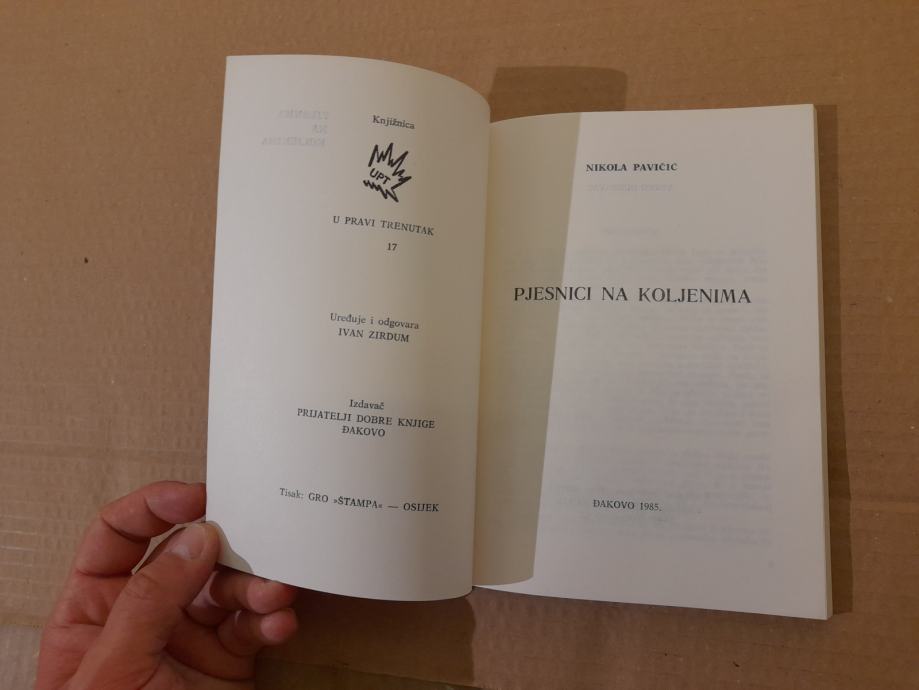 Knjižnica
UPT
U PRAVI TRENUTAK
17
Uređuje i odgovara
IVAN ZIRDUM
Izdavač
PRIJATELJI DOBRE KNJIGE
ĐAKOVO
Tisak: GRO »ŠTAMPA« — OSIJEK
NIKOLA PAVIČIĆ
PJESNICI NA KOLJENIMA
ĐAKOVO 1985.